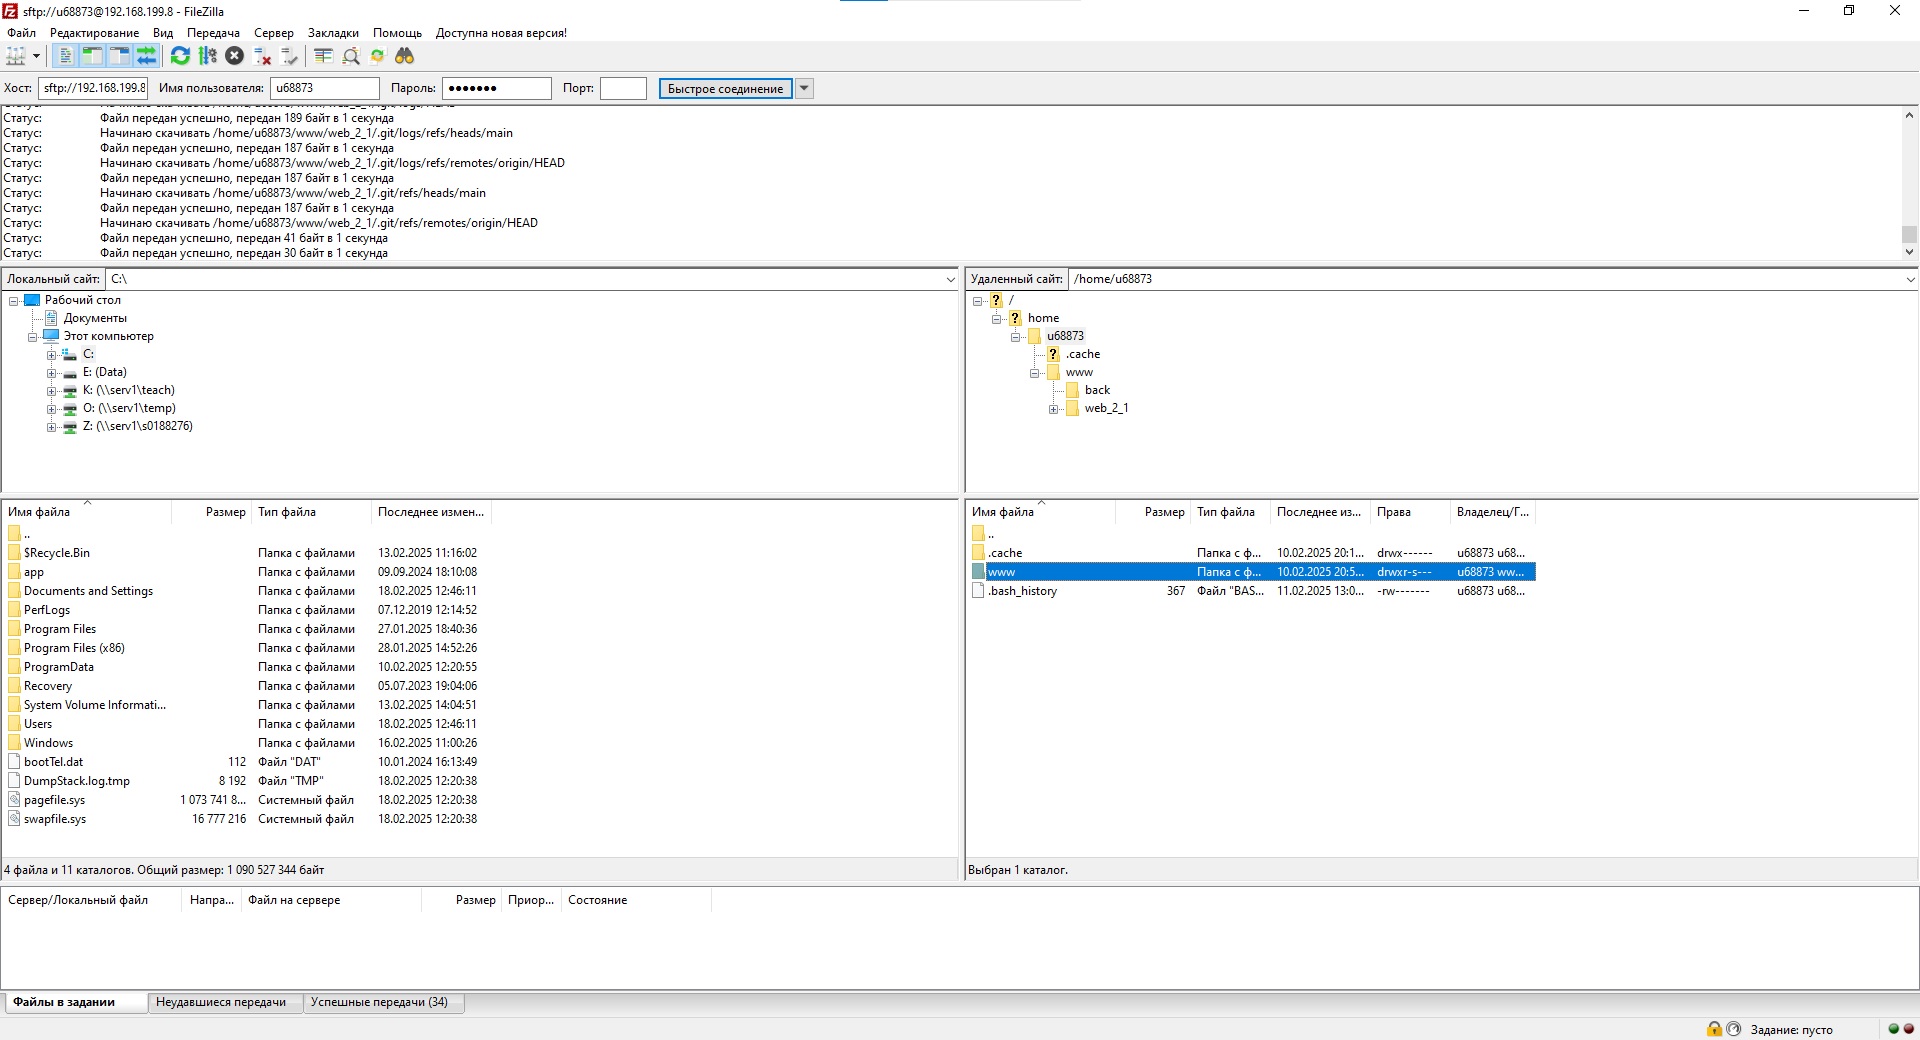 sftp://u68873@192.168.199.8 - FileZilla
Файл Редактирование Вид Передача Сервер Закладки Помощь Доступна новая версия!
Хост: sftp://192.168.199.8 Имя пользователя: u68873 Пароль: ●●●●●●● Порт: Быстрое соединение
Статус: Файл передан успешно, передан 189 байт в 1 секунда
Статус: Начинаю скачивать /home/u68873/www/web_2_1/.git/logs/refs/heads/main
Статус: Файл передан успешно, передан 187 байт в 1 секунда
Статус: Начинаю скачивать /home/u68873/www/web_2_1/.git/logs/refs/remotes/origin/HEAD
Статус: Файл передан успешно, передан 187 байт в 1 секунда
Статус: Начинаю скачивать /home/u68873/www/web_2_1/.git/refs/heads/main
Статус: Файл передан успешно, передан 187 байт в 1 секунда
Статус: Начинаю скачивать /home/u68873/www/web_2_1/.git/refs/remotes/origin/HEAD
Статус: Файл передан успешно, передан 41 байт в 1 секунда
Статус: Файл передан успешно, передан 30 байт в 1 секунда
Локальный сайт: C:\
Рабочий стол
Документы
Этот компьютер
C:
E: (Data)
K: (\\serv1\teach)
O: (\\serv1\temp)
Z: (\\serv1\s0188276)
Удаленный сайт: /home/u68873
/
home
u68873
.cache
www
back
web_2_1
Имя файла Размер Тип файла Последнее измен...
..
$Recycle.Bin Папка с файлами 13.02.2025 11:16:02
app Папка с файлами 09.09.2024 18:10:08
Documents and Settings Папка с файлами 18.02.2025 12:46:11
PerfLogs Папка с файлами 07.12.2019 12:14:52
Program Files Папка с файлами 27.01.2025 18:40:36
Program Files (x86) Папка с файлами 28.01.2025 14:52:26
ProgramData Папка с файлами 10.02.2025 12:20:55
Recovery Папка с файлами 05.07.2023 19:04:06
System Volume Informati... Папка с файлами 13.02.2025 14:04:51
Users Папка с файлами 18.02.2025 12:46:11
Windows Папка с файлами 16.02.2025 11:00:26
bootTel.dat 112 Файл "DAT" 10.01.2024 16:13:49
DumpStack.log.tmp 8 192 Файл "TMP" 18.02.2025 12:20:38
pagefile.sys 1 073 741 8... Системный файл 18.02.2025 12:20:38
swapfile.sys 16 777 216 Системный файл 18.02.2025 12:20:38
4 файла и 11 каталогов. Общий размер: 1 090 527 344 байт
Имя файла Размер Тип файла Последнее из... Права Владелец/Г...
..
.cache Папка с ф... 10.02.2025 20:1... drwx------ u68873 u68...
www Папка с ф... 10.02.2025 20:5... drwxr-s--- u68873 ww...
.bash_history 367 Файл "BAS... 11.02.2025 13:0... -rw------- u68873 u68...
Выбран 1 каталог.
Сервер/Локальный файл Напра... Файл на сервере Размер Приор... Состояние
Файлы в задании Неудавшиеся передачи Успешные передачи (34)
Задание: пусто